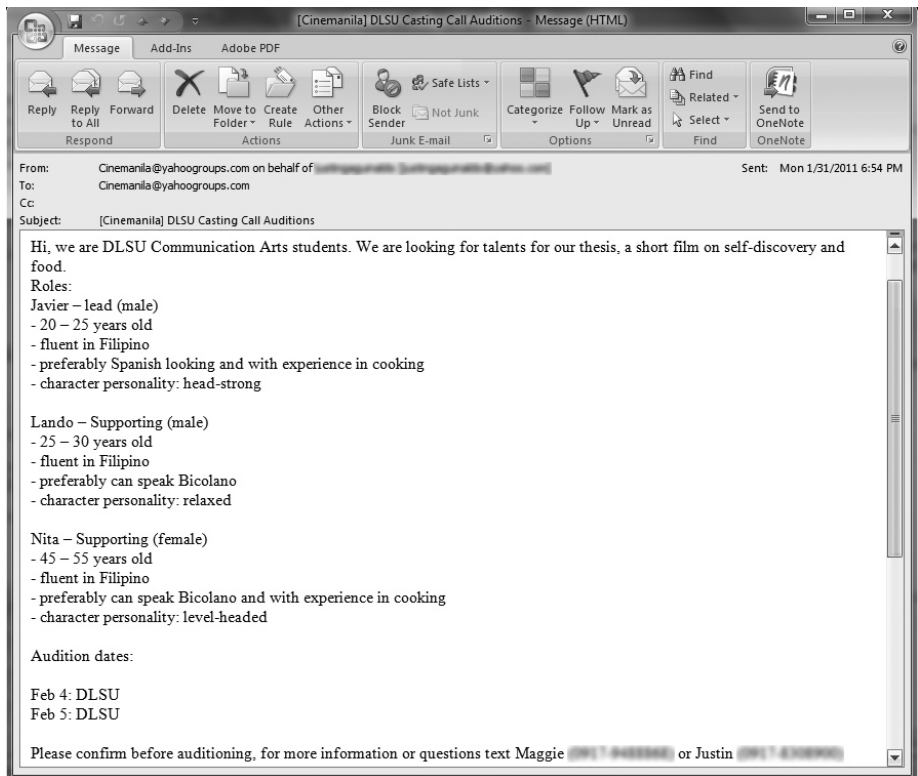 [Cinemanila] DLSU Casting Call Auditions - Message (HTML)
Message Add-Ins Adobe PDF
Reply Reply to All Forward Delete Move to Folder Create Rule Other Actions Block Sender Safe Lists Not Junk Categorize Follow Up Mark as Unread Find Related Select Send to OneNote
Respond Actions Junk E-mail Options Find OneNote
From: Cinemanila@yahoogroups.com on behalf of Sent: Mon 1/31/2011 6:54 PM
To: Cinemanila@yahoogroups.com
Cc:
Subject: [Cinemanila] DLSU Casting Call Auditions
Hi, we are DLSU Communication Arts students. We are looking for talents for our thesis, a short film on self-discovery and
food.
Roles:
Javier – lead (male)
- 20 – 25 years old
- fluent in Filipino
- preferably Spanish looking and with experience in cooking
- character personality: head-strong
Lando – Supporting (male)
- 25 – 30 years old
- fluent in Filipino
- preferably can speak Bicolano
- character personality: relaxed
Nita – Supporting (female)
- 45 – 55 years old
- fluent in Filipino
- preferably can speak Bicolano and with experience in cooking
- character personality: level-headed
Audition dates:
Feb 4: DLSU
Feb 5: DLSU
Please confirm before auditioning, for more information or questions text Maggie or Justin